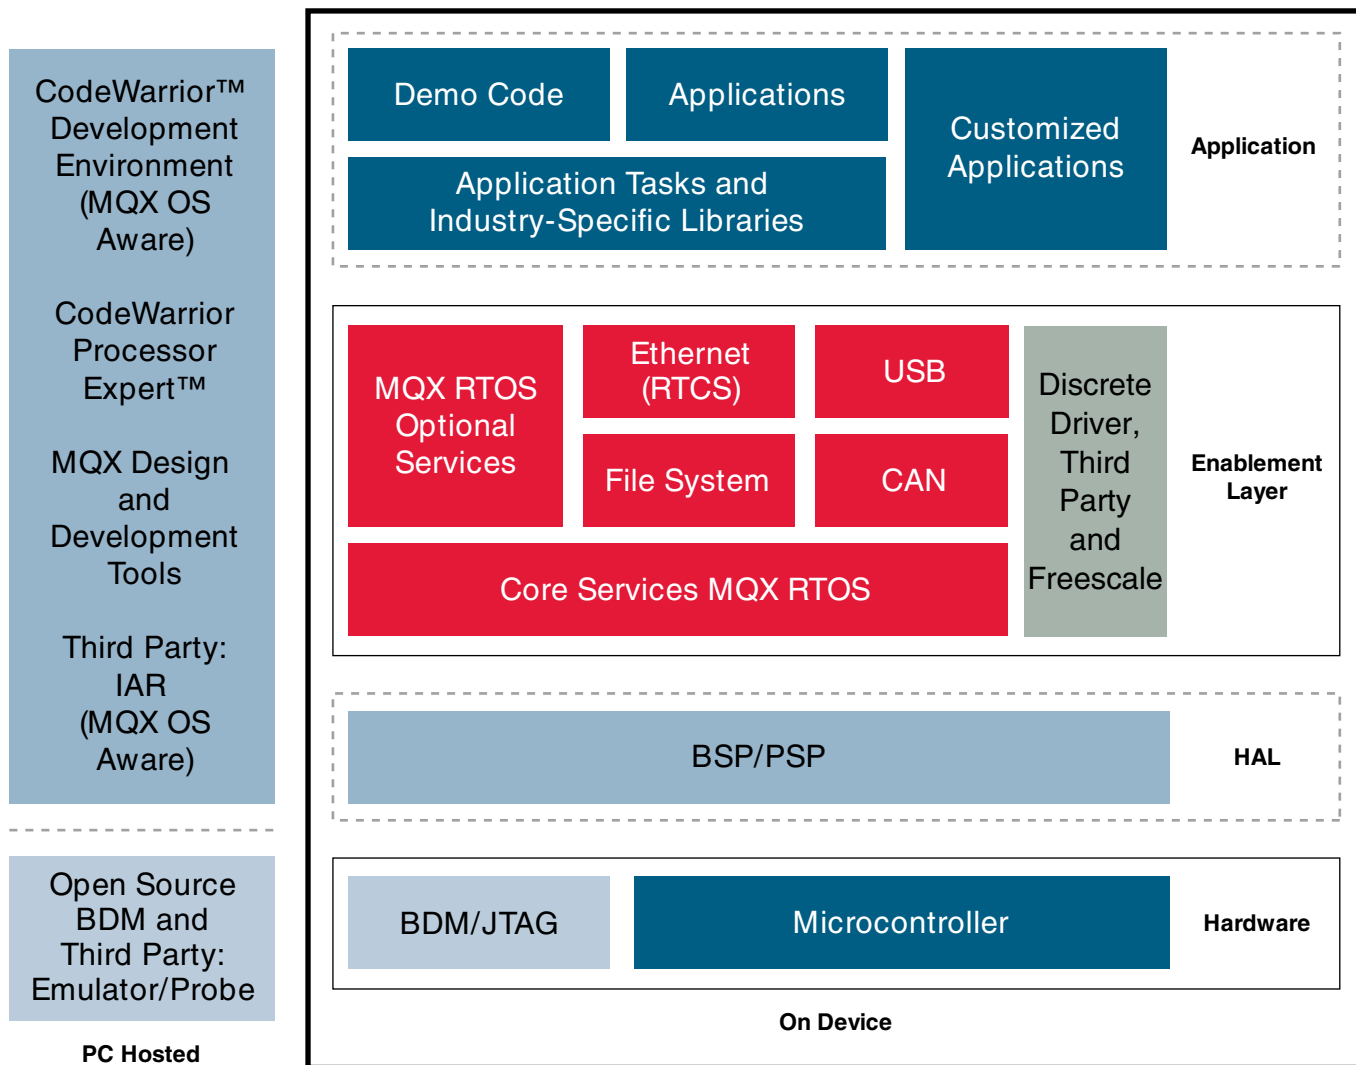 CodeWarrior™
Development
Environment
(MQX OS
Aware)
CodeWarrior
Processor
Expert™
MQX Design
and
Development
Tools
Third Party:
IAR
(MQX OS
Aware)
Open Source
BDM and
Third Party:
Emulator/Probe
PC Hosted
Demo Code
Applications
Application Tasks and
Industry-Specific Libraries
Customized
Applications
Application
MQX RTOS
Optional
Services
Ethernet
(RTCS)
USB
File System
CAN
Core Services MQX RTOS
Discrete
Driver,
Third
Party
and
Freescale
Enablement
Layer
BSP/PSP
HAL
BDM/JTAG
Microcontroller
Hardware
On Device